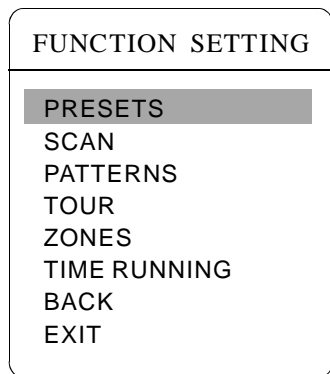 FUNCTION SETTING
PRESETS
SCAN
PATTERNS
TOUR
ZONES
TIME RUNNING
BACK
EXIT